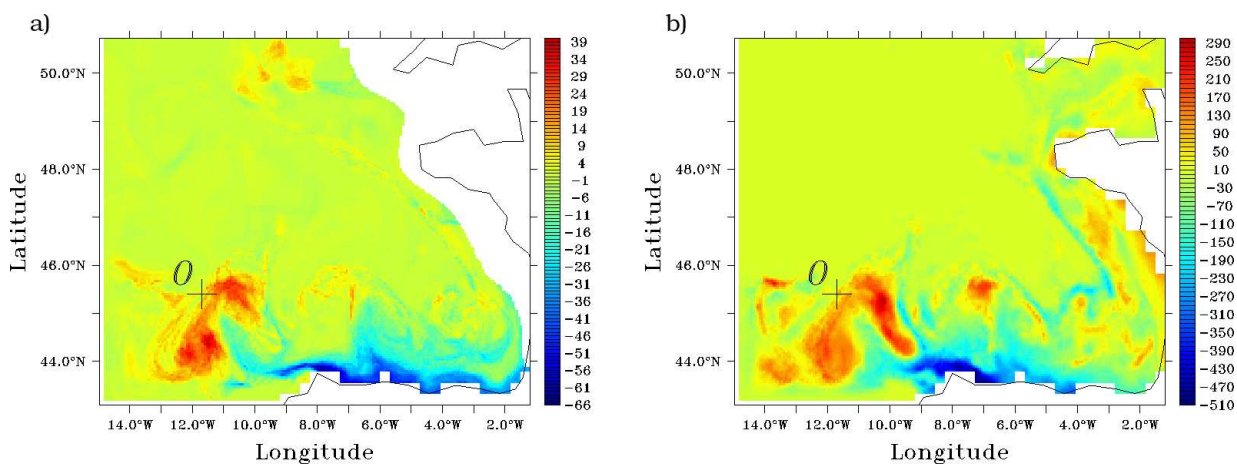 a)
50.0°N
48.0°N
46.0°N
44.0°N
Latitude
O
14.0°W 12.0°W 10.0°W 8.0°W 6.0°W 4.0°W 2.0°W
Longitude
39
34
29
24
19
14
9
4
-1
-6
-11
-16
-21
-26
-31
-36
-41
-46
-51
-56
-61
-66
b)
50.0°N
48.0°N
46.0°N
44.0°N
Latitude
O
14.0°W 12.0°W 10.0°W 8.0°W 6.0°W 4.0°W 2.0°W
Longitude
290
250
210
170
130
90
50
10
-30
-70
-110
-150
-190
-230
-270
-310
-350
-390
-430
-470
-510